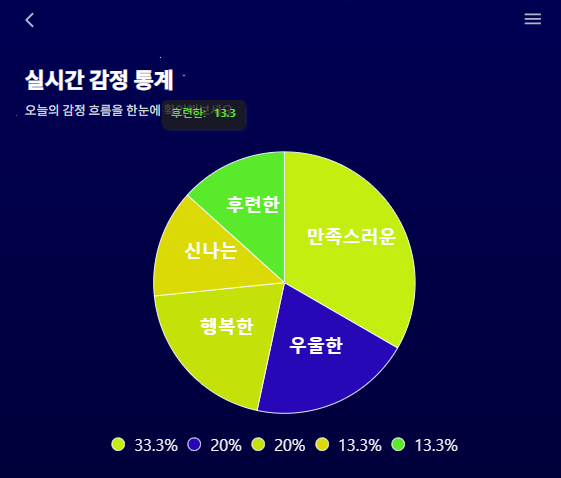 실시간 감정 통계
오늘의 감정 흐름을 한눈에
후련한: 13.3
후련한
만족스러운
신나는
행복한
우울한
33.3% 20% 20% 13.3% 13.3%